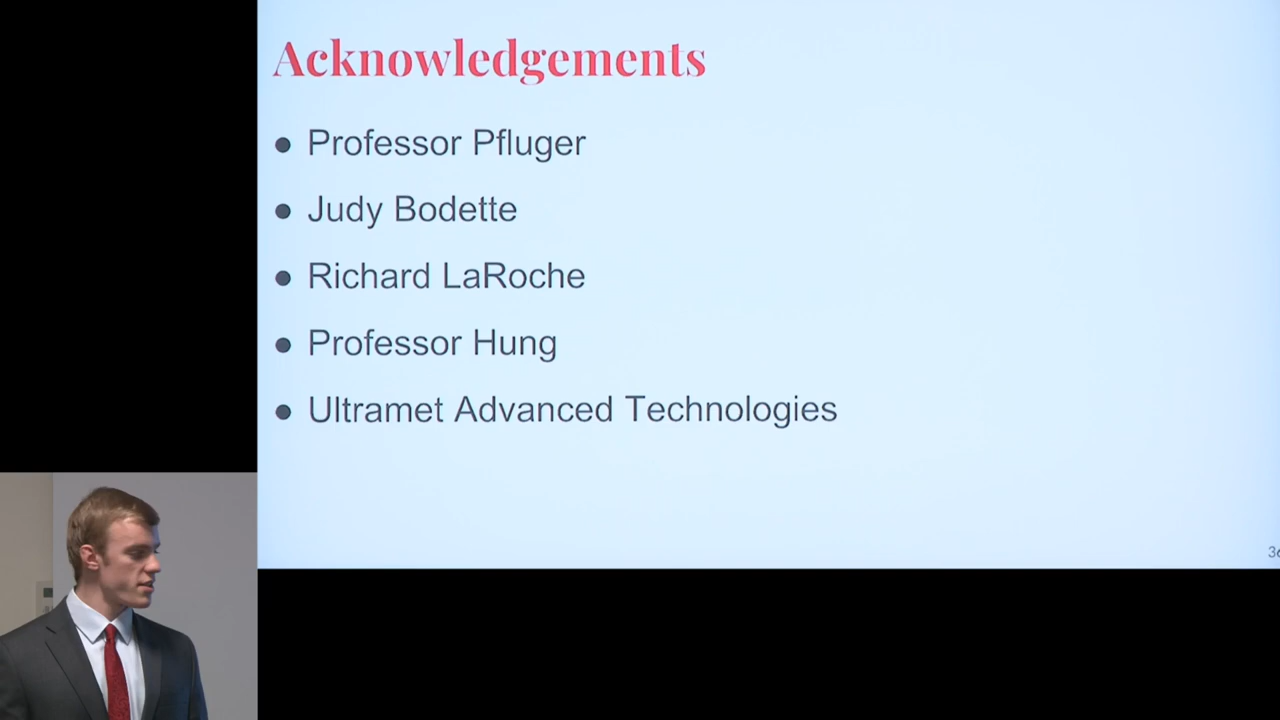 Acknowledgements
● Professor Pfluger
● Judy Bodette
● Richard LaRoche
● Professor Hung
● Ultramet Advanced Technologies